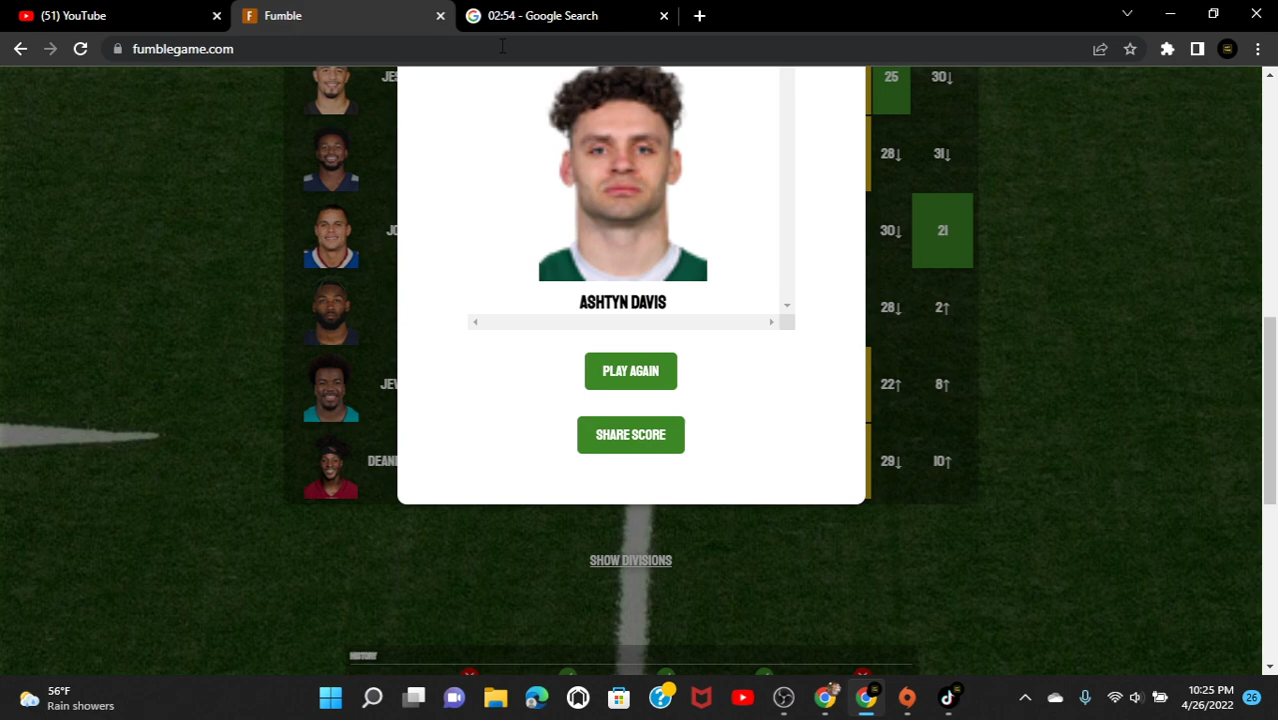 (51) YouTube
Fumble
02:54 - Google Search
fumblegame.com
25 30↓
28↓ 31↓
30↓ 21
28↓ 2↑
22↑ 8↑
29↓ 10↑
ASHTYN DAVIS
PLAY AGAIN
SHARE SCORE
SHOW DIVISIONS
HISTORY
56°F
Rain showers
10:25 PM
4/26/2022
26